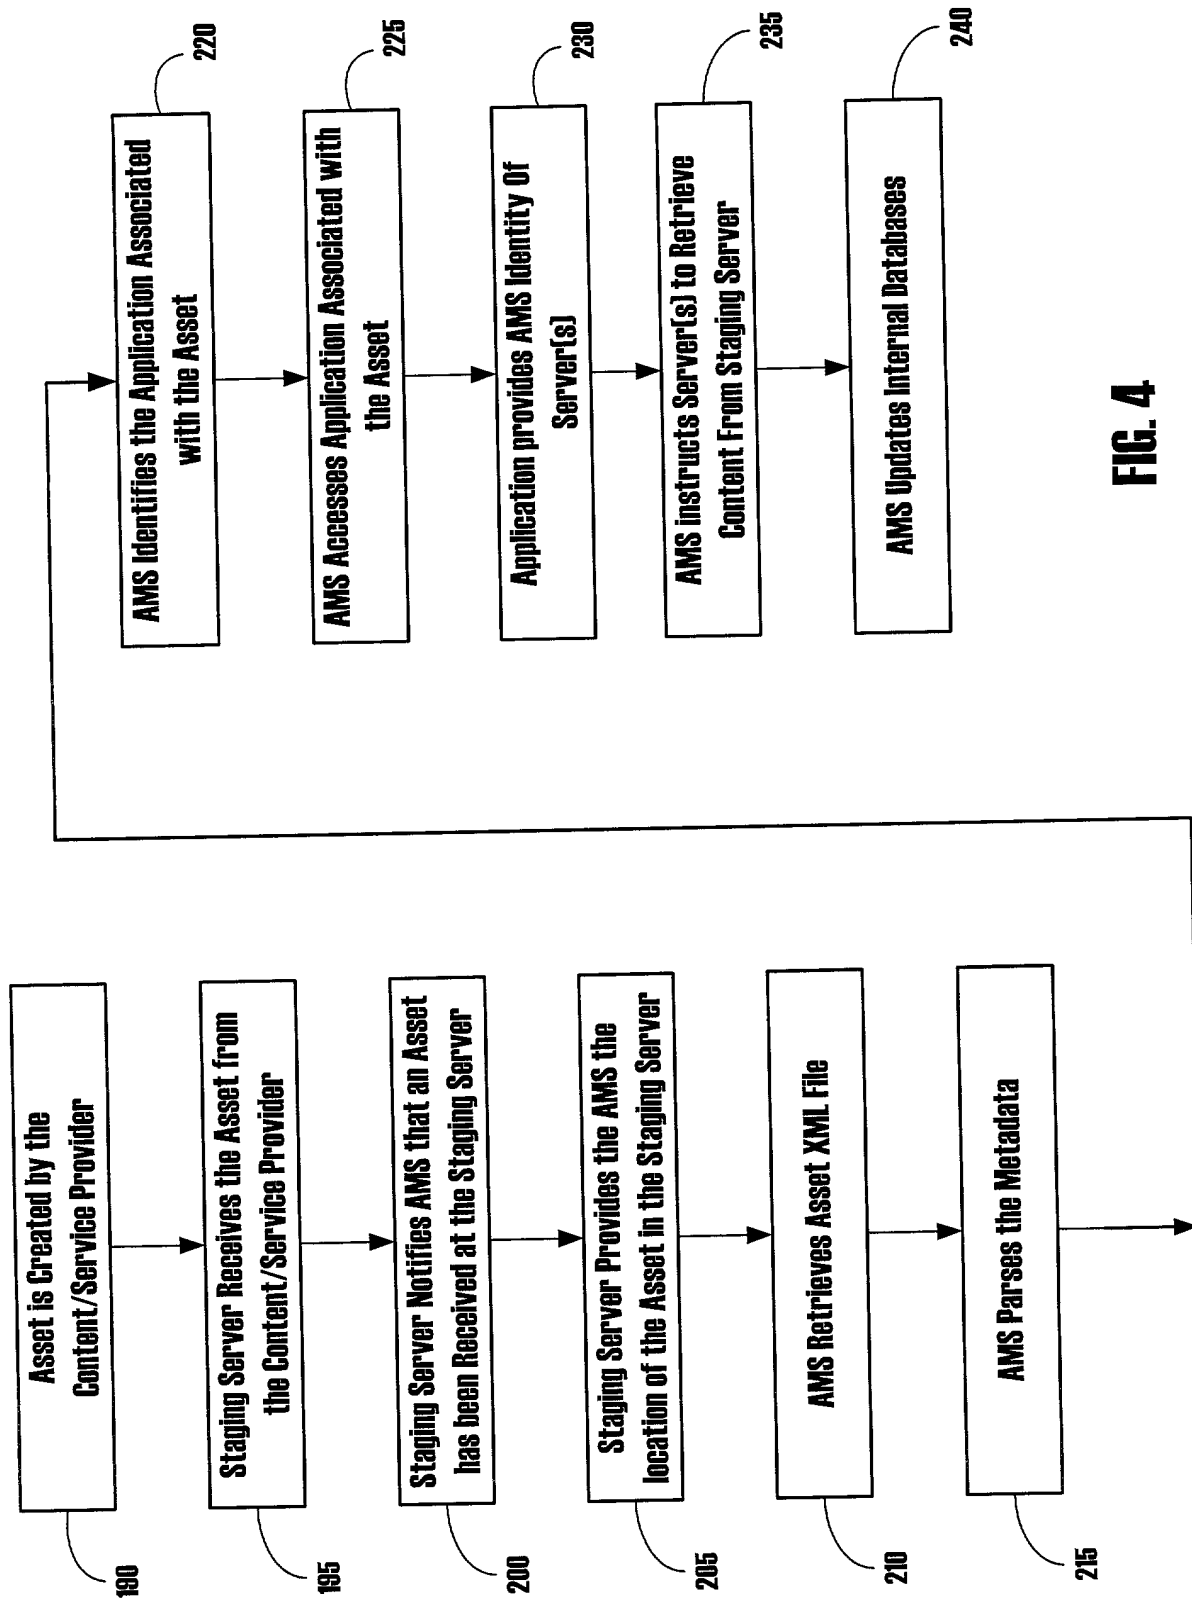 Asset is Created by the
Content/Service Provider
190
Staging Server Receives the Asset from
the Content/Service Provider
195
Staging Server Notifies AMS that an Asset
has been Received at the Staging Server
200
Staging Server Provides the AMS the
location of the Asset in the Staging Server
205
AMS Retrieves Asset XML File
210
AMS Parses the Metadata
215
AMS Identifies the Application Associated
with the Asset
220
AMS Accesses Application Associated with
the Asset
225
Application provides AMS Identity Of
Server(s)
230
AMS instructs Server(s) to Retrieve
Content From Staging Server
235
AMS Updates Internal Databases
240
FIG. 4